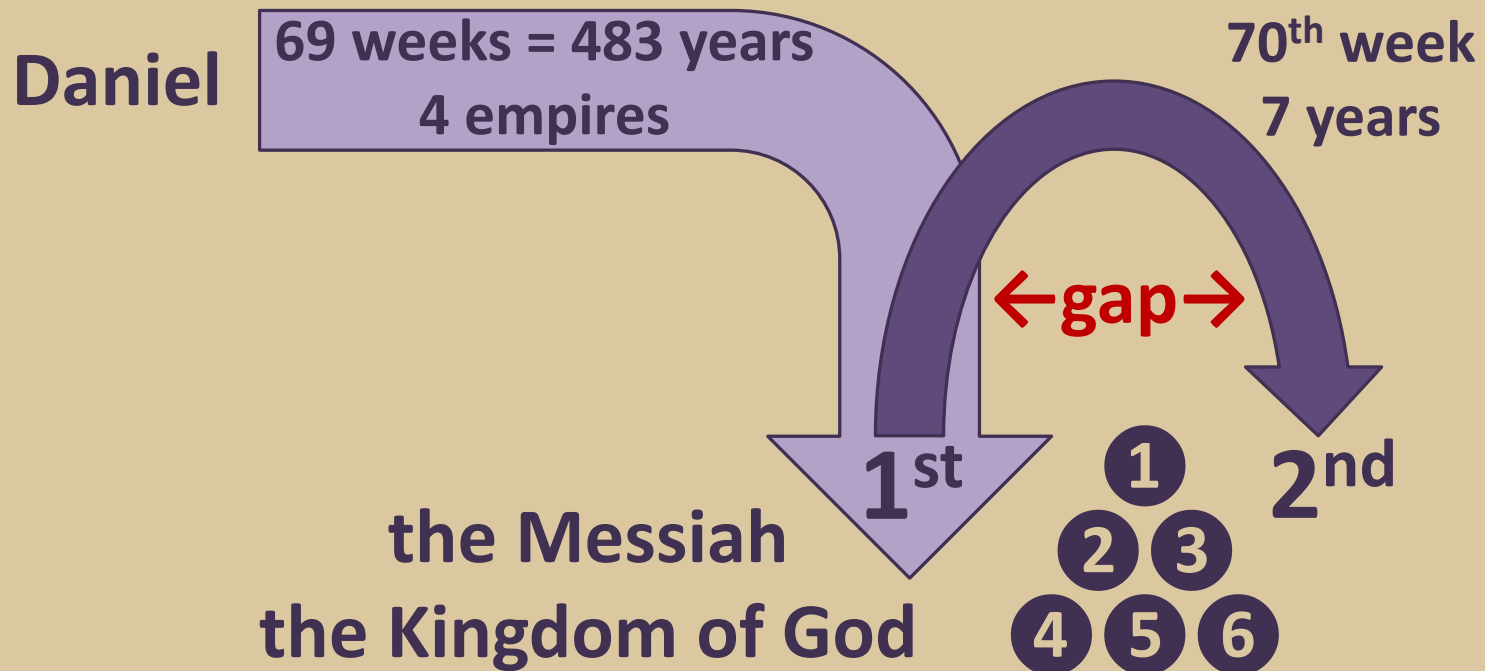 Daniel
69 weeks = 483 years
4 empires
70th week
7 years
←gap→
1st
2nd
the Messiah
the Kingdom of God
1
2 3
4 5 6